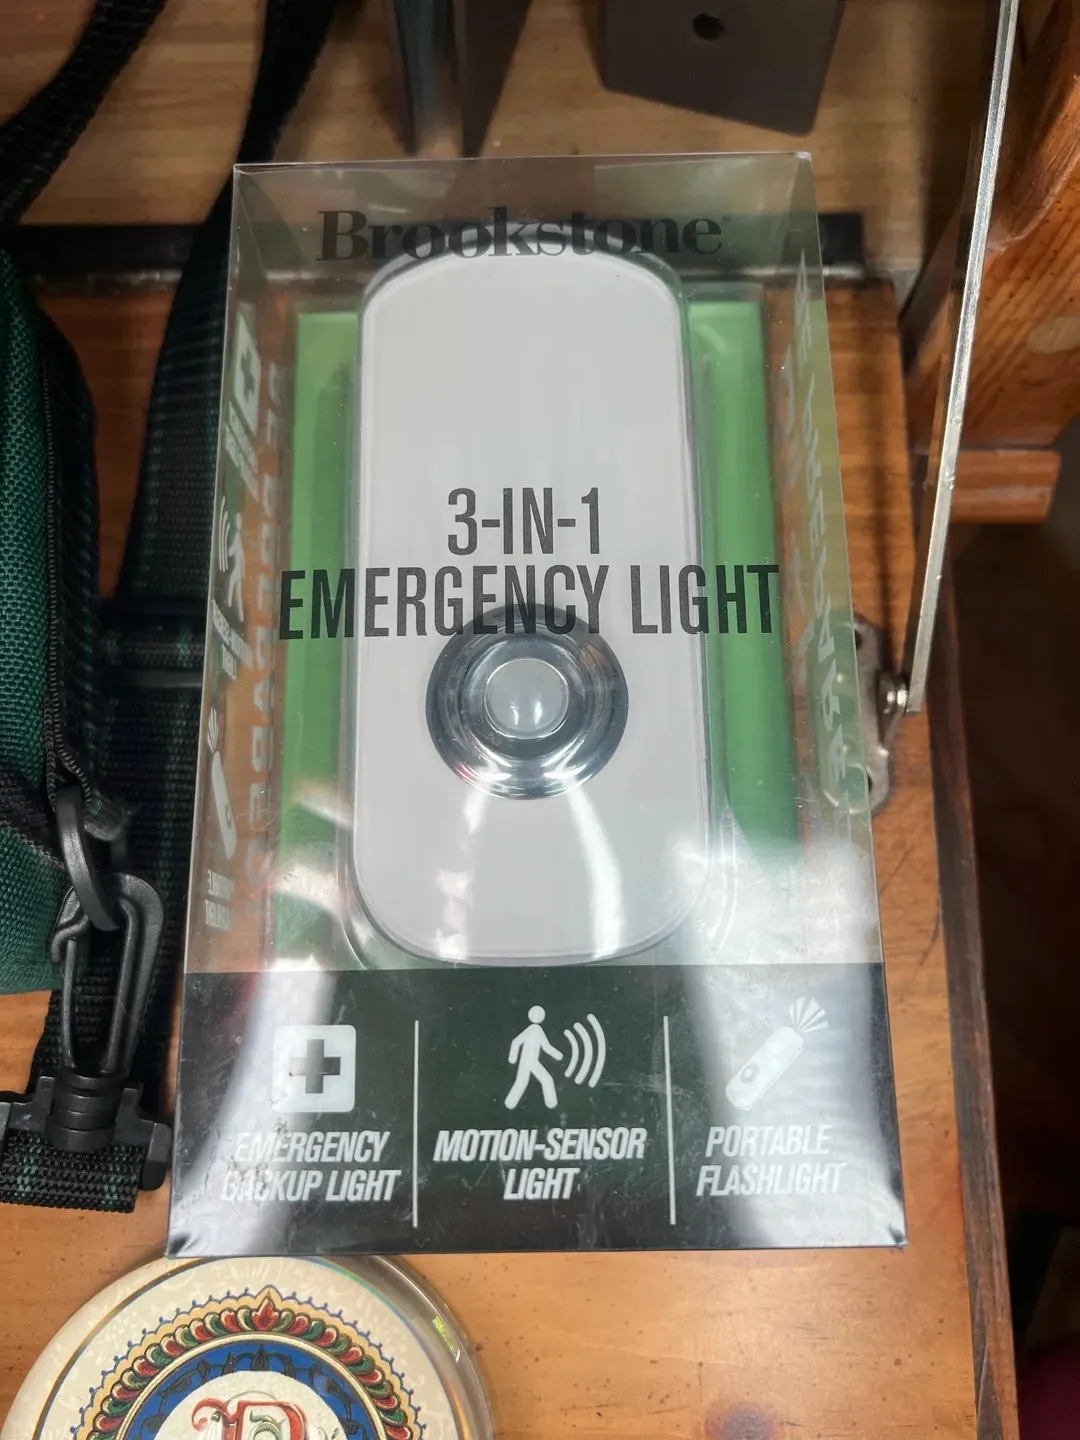 Brookstone
3-IN-1
EMERGENCY LIGHT
EMERGENCY
BACKUP LIGHT
MOTION-SENSOR
LIGHT
PORTABLE
FLASHLIGHT